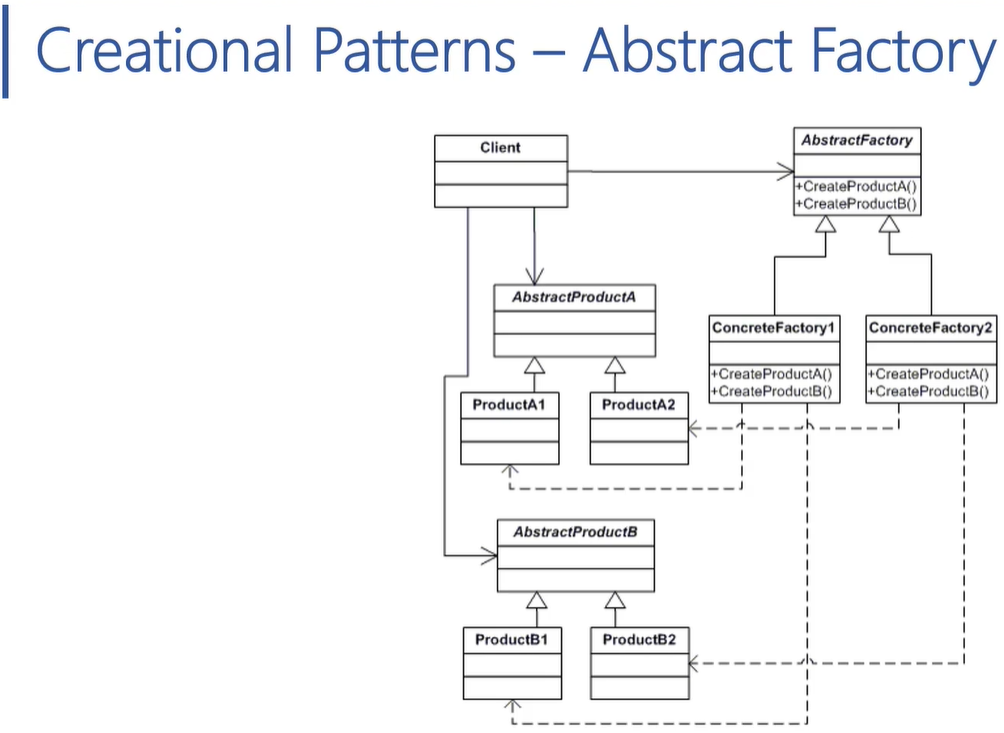 Creational Patterns – Abstract Factory
Client
AbstractFactory
+CreateProductA()
+CreateProductB()
AbstractProductA
ConcreteFactory1
+CreateProductA()
+CreateProductB()
ConcreteFactory2
+CreateProductA()
+CreateProductB()
ProductA1
ProductA2
AbstractProductB
ProductB1
ProductB2